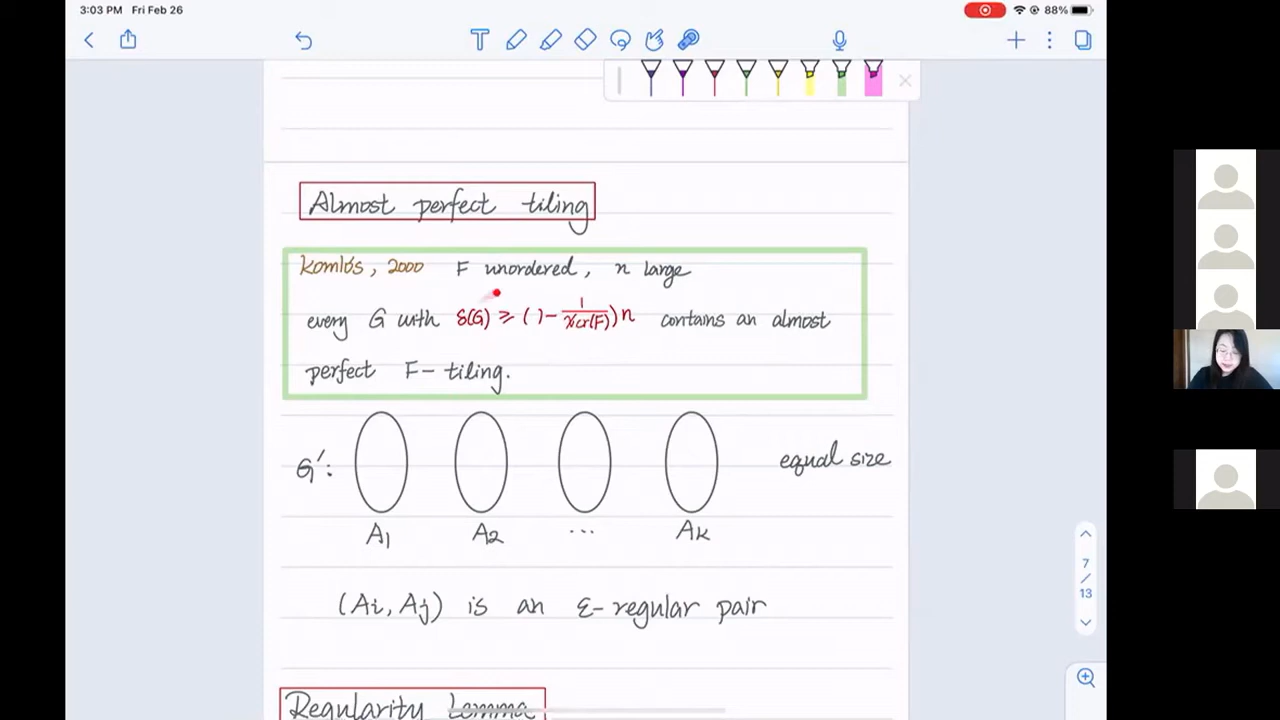 3:03 PM Fri Feb 26
88%
Almost perfect tiling
Komlós, 2000 F unordered, n large
every G with δ(G) ≥ (1 - 1/χcr(F))n contains an almost
perfect F-tiling.
G': equal size
A1 A2 ... Ak
(Ai, Aj) is an ε-regular pair
7
/
13
Regularity Lemma